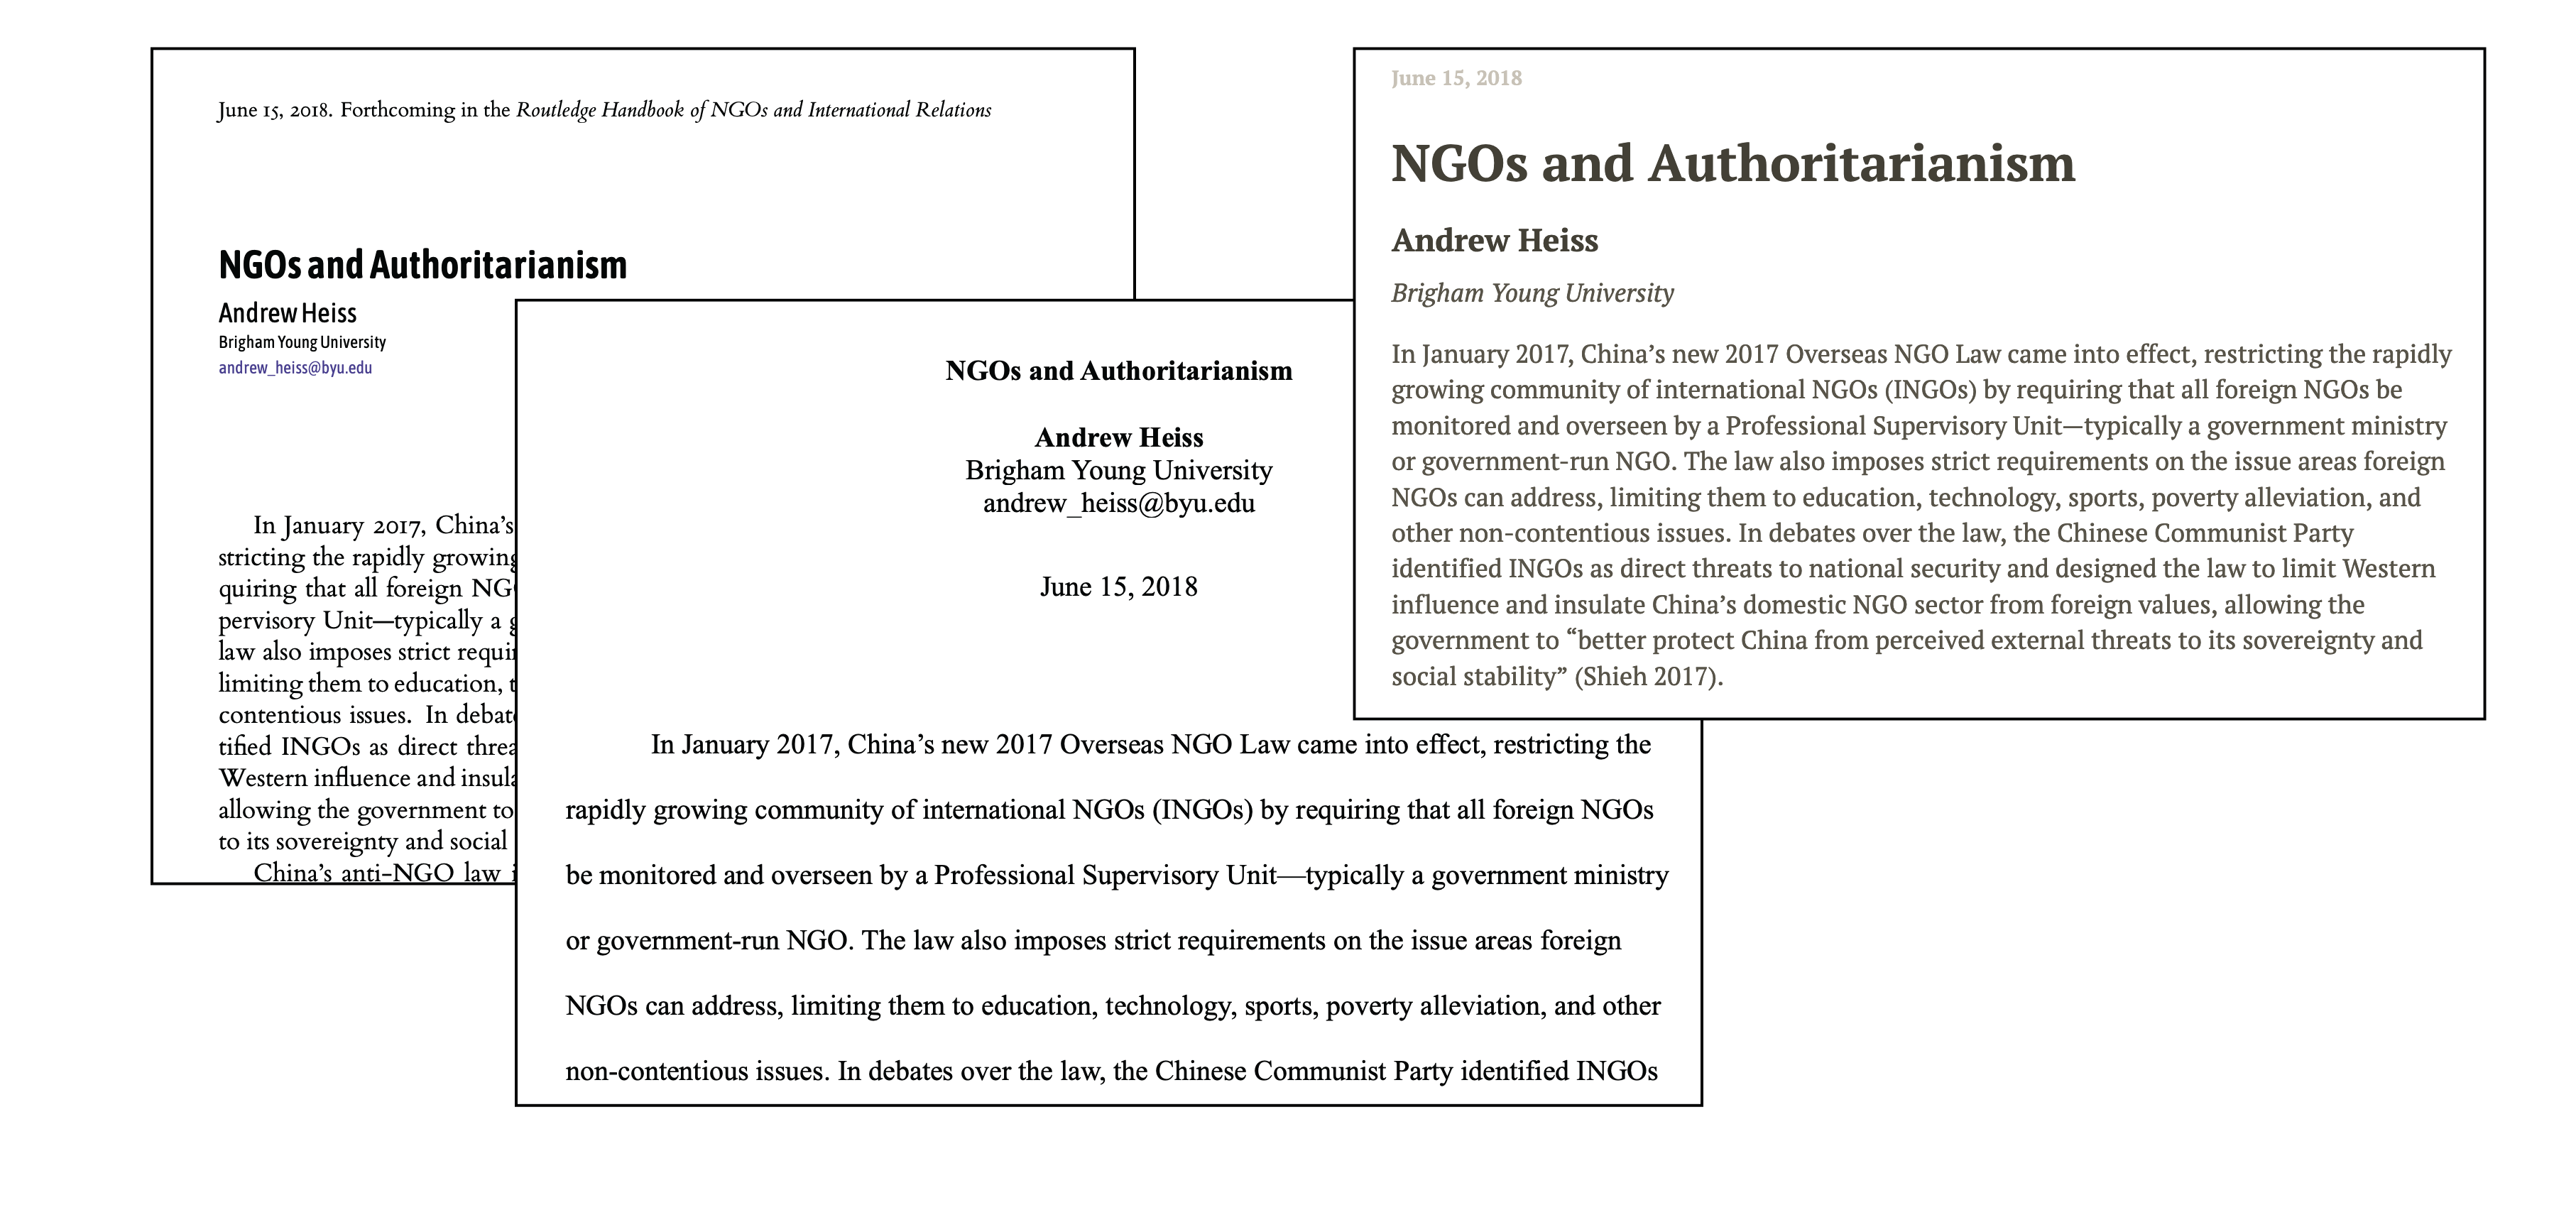 June 15, 2018. Forthcoming in the Routledge Handbook of NGOs and International Relations
NGOs and Authoritarianism
Andrew Heiss
Brigham Young University
andrew_heiss@byu.edu
In January 2017, China’s
stricting the rapidly growing
quiring that all foreign
pervisory Unit—typically a
law also imposes strict
limiting them to education,
contentious issues. In
tified INGOs as direct
Western influence and
allowing the government to
to its sovereignty and social
China’s anti-NGO law
NGOs and Authoritarianism
Andrew Heiss
Brigham Young University
andrew_heiss@byu.edu
June 15, 2018
In January 2017, China’s new 2017 Overseas NGO Law came into effect, restricting the
rapidly growing community of international NGOs (INGOs) by requiring that all foreign NGOs
be monitored and overseen by a Professional Supervisory Unit—typically a government ministry
or government-run NGO. The law also imposes strict requirements on the issue areas foreign
NGOs can address, limiting them to education, technology, sports, poverty alleviation, and other
non-contentious issues. In debates over the law, the Chinese Communist Party identified INGOs
June 15, 2018
NGOs and Authoritarianism
Andrew Heiss
Brigham Young University
In January 2017, China’s new 2017 Overseas NGO Law came into effect, restricting the rapidly
growing community of international NGOs (INGOs) by requiring that all foreign NGOs be
monitored and overseen by a Professional Supervisory Unit—typically a government ministry
or government-run NGO. The law also imposes strict requirements on the issue areas foreign
NGOs can address, limiting them to education, technology, sports, poverty alleviation, and
other non-contentious issues. In debates over the law, the Chinese Communist Party
identified INGOs as direct threats to national security and designed the law to limit Western
influence and insulate China’s domestic NGO sector from foreign values, allowing the
government to “better protect China from perceived external threats to its sovereignty and
social stability” (Shieh 2017).